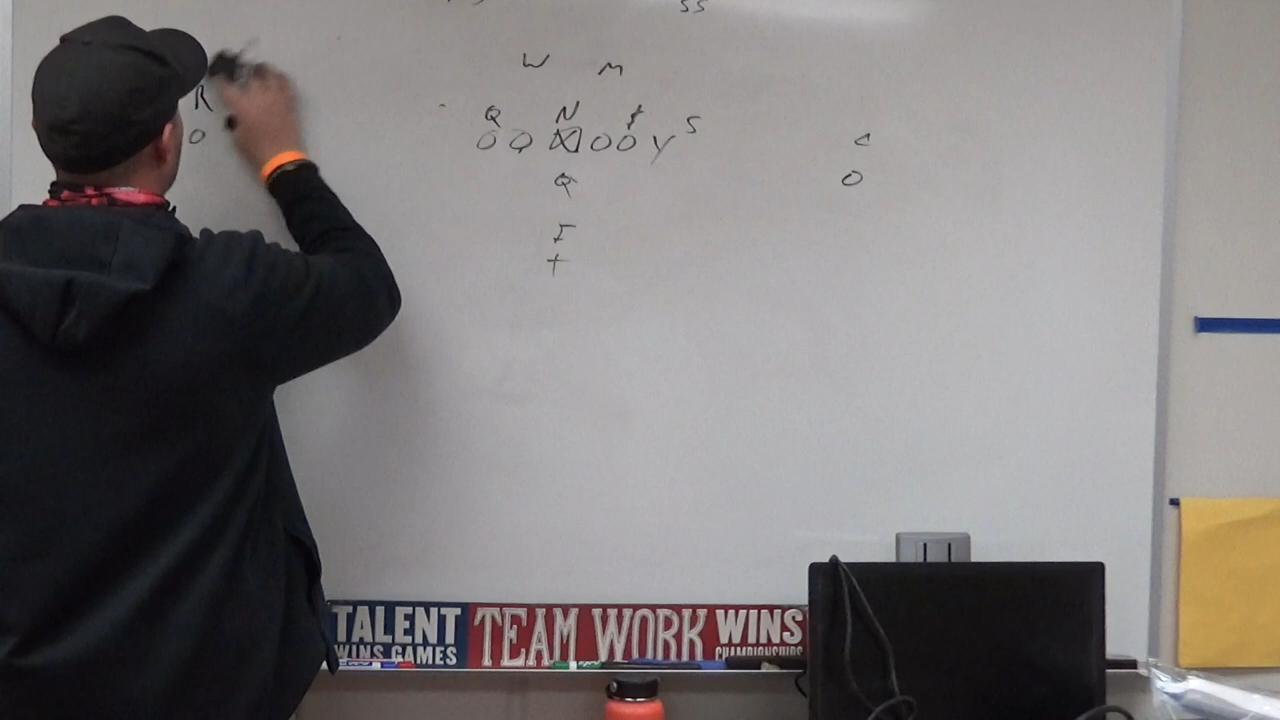 SS
W M
R Q N $ S
O O O X O O Y C
Q O
F
T
TALENT TEAM WORK WINS
WINS GAMES CHAMPIONSHIPS